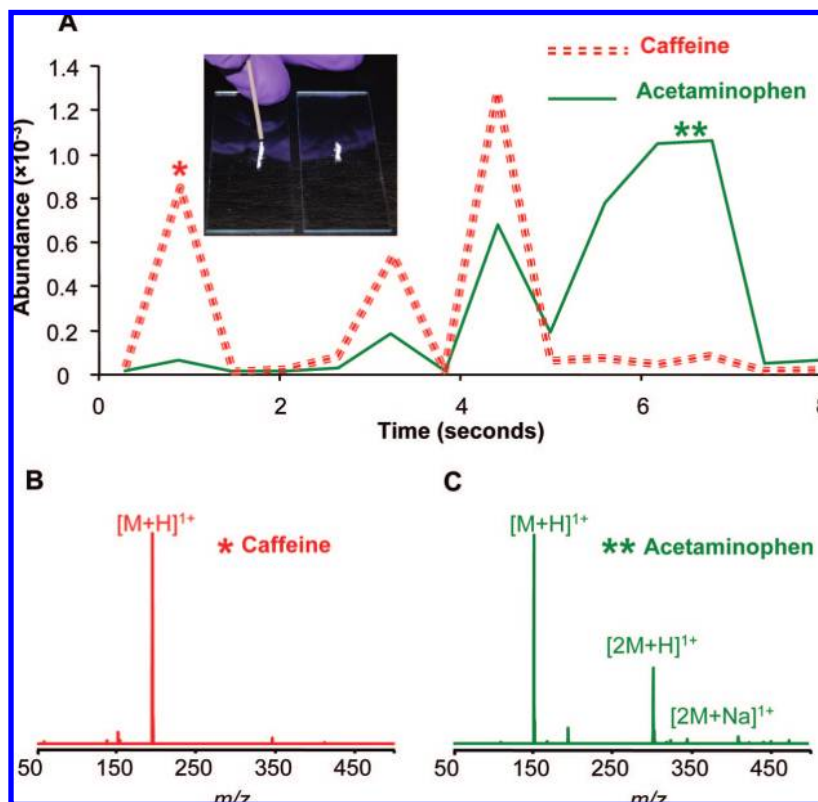 A
Caffeine
Acetaminophen
Abundance (×10⁻³)
1.4
1.2
1.0
0.8
0.6
0.4
0.2
0
*
**
0 2 4 6 8
Time (seconds)
B
[M+H]¹⁺
* Caffeine
50 150 250 350 450
m/z
C
[M+H]¹⁺
** Acetaminophen
[2M+H]¹⁺
[2M+Na]¹⁺
50 150 250 350 450
m/z